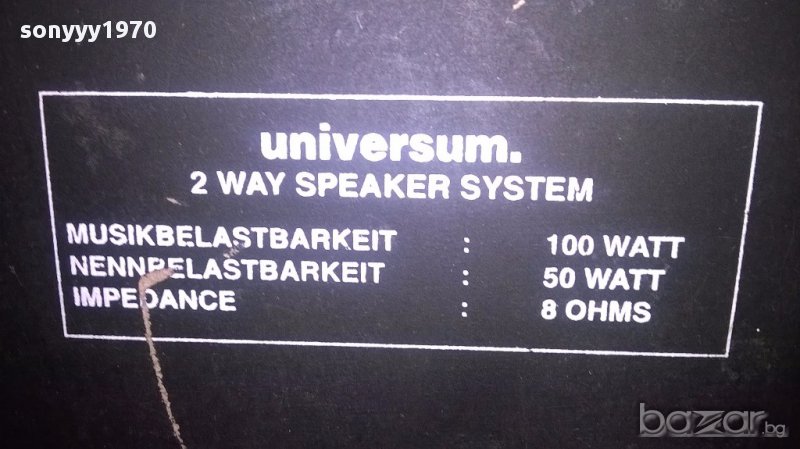 sonyyy1970
universum.
2 WAY SPEAKER SYSTEM
MUSIKBELASTBARKEIT : 100 WATT
NENNBELASTBARKEIT : 50 WATT
IMPEDANCE : 8 OHMS
bazar.bg